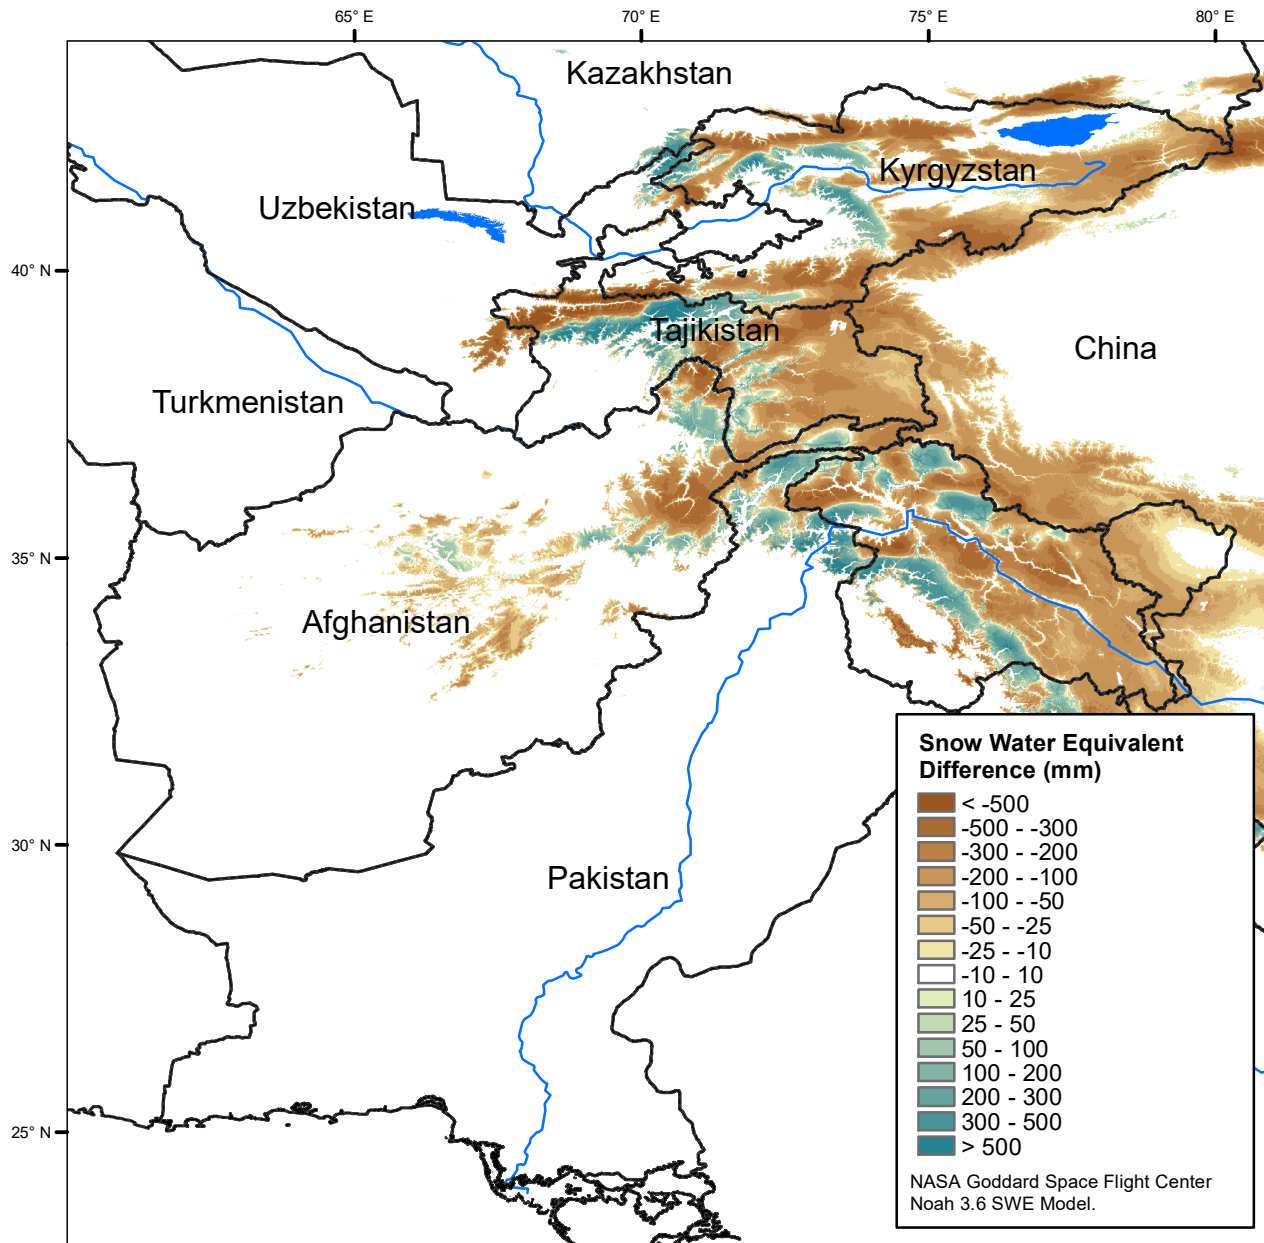 65° E
70° E
75° E
80° E
Kazakhstan
Kyrgyzstan
Uzbekistan
40° N
Tajikistan
China
Turkmenistan
35° N
Afghanistan
Snow Water Equivalent
Difference (mm)
< -500
-500 - -300
-300 - -200
-200 - -100
-100 - -50
-50 - -25
-25 - -10
-10 - 10
10 - 25
25 - 50
50 - 100
100 - 200
200 - 300
300 - 500
> 500
30° N
Pakistan
25° N
NASA Goddard Space Flight Center
Noah 3.6 SWE Model.